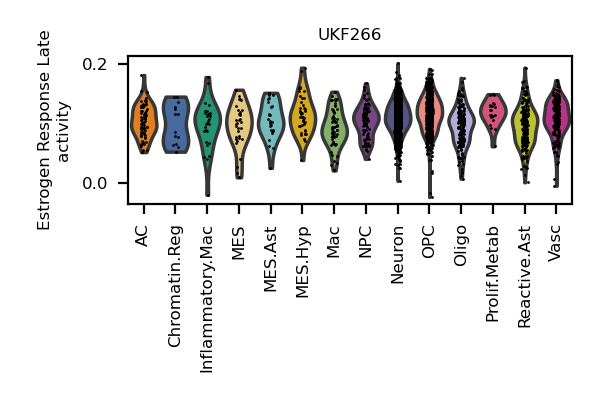 UKF266
Estrogen Response Late
activity
0.2
0.0
AC
Chromatin.Reg
Inflammatory.Mac
MES
MES.Ast
MES.Hyp
Mac
NPC
Neuron
OPC
Oligo
Prolif.Metab
Reactive.Ast
Vasc